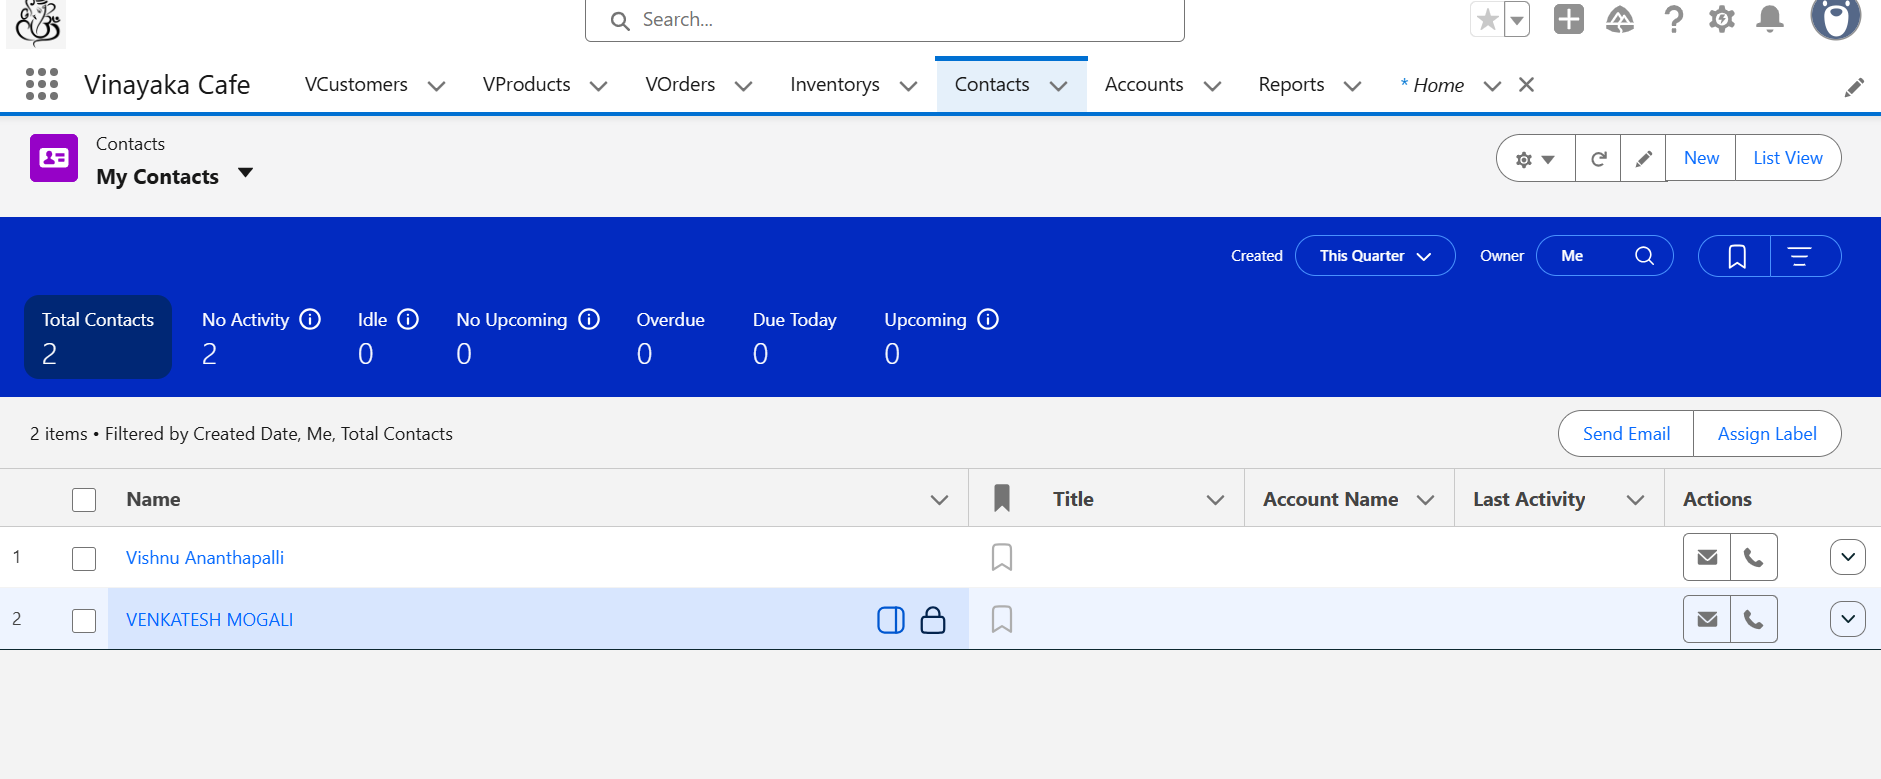 Search...
Vinayaka Cafe
VCustomers
VProducts
VOrders
Inventorys
Contacts
Accounts
Reports
* Home
Contacts
My Contacts
New
List View
Created
This Quarter
Owner
Me
Total Contacts
2
No Activity
2
Idle
0
No Upcoming
0
Overdue
0
Due Today
0
Upcoming
0
2 items • Filtered by Created Date, Me, Total Contacts
Send Email
Assign Label
Name
Title
Account Name
Last Activity
Actions
1
Vishnu Ananthapalli
2
VENKATESH MOGALI